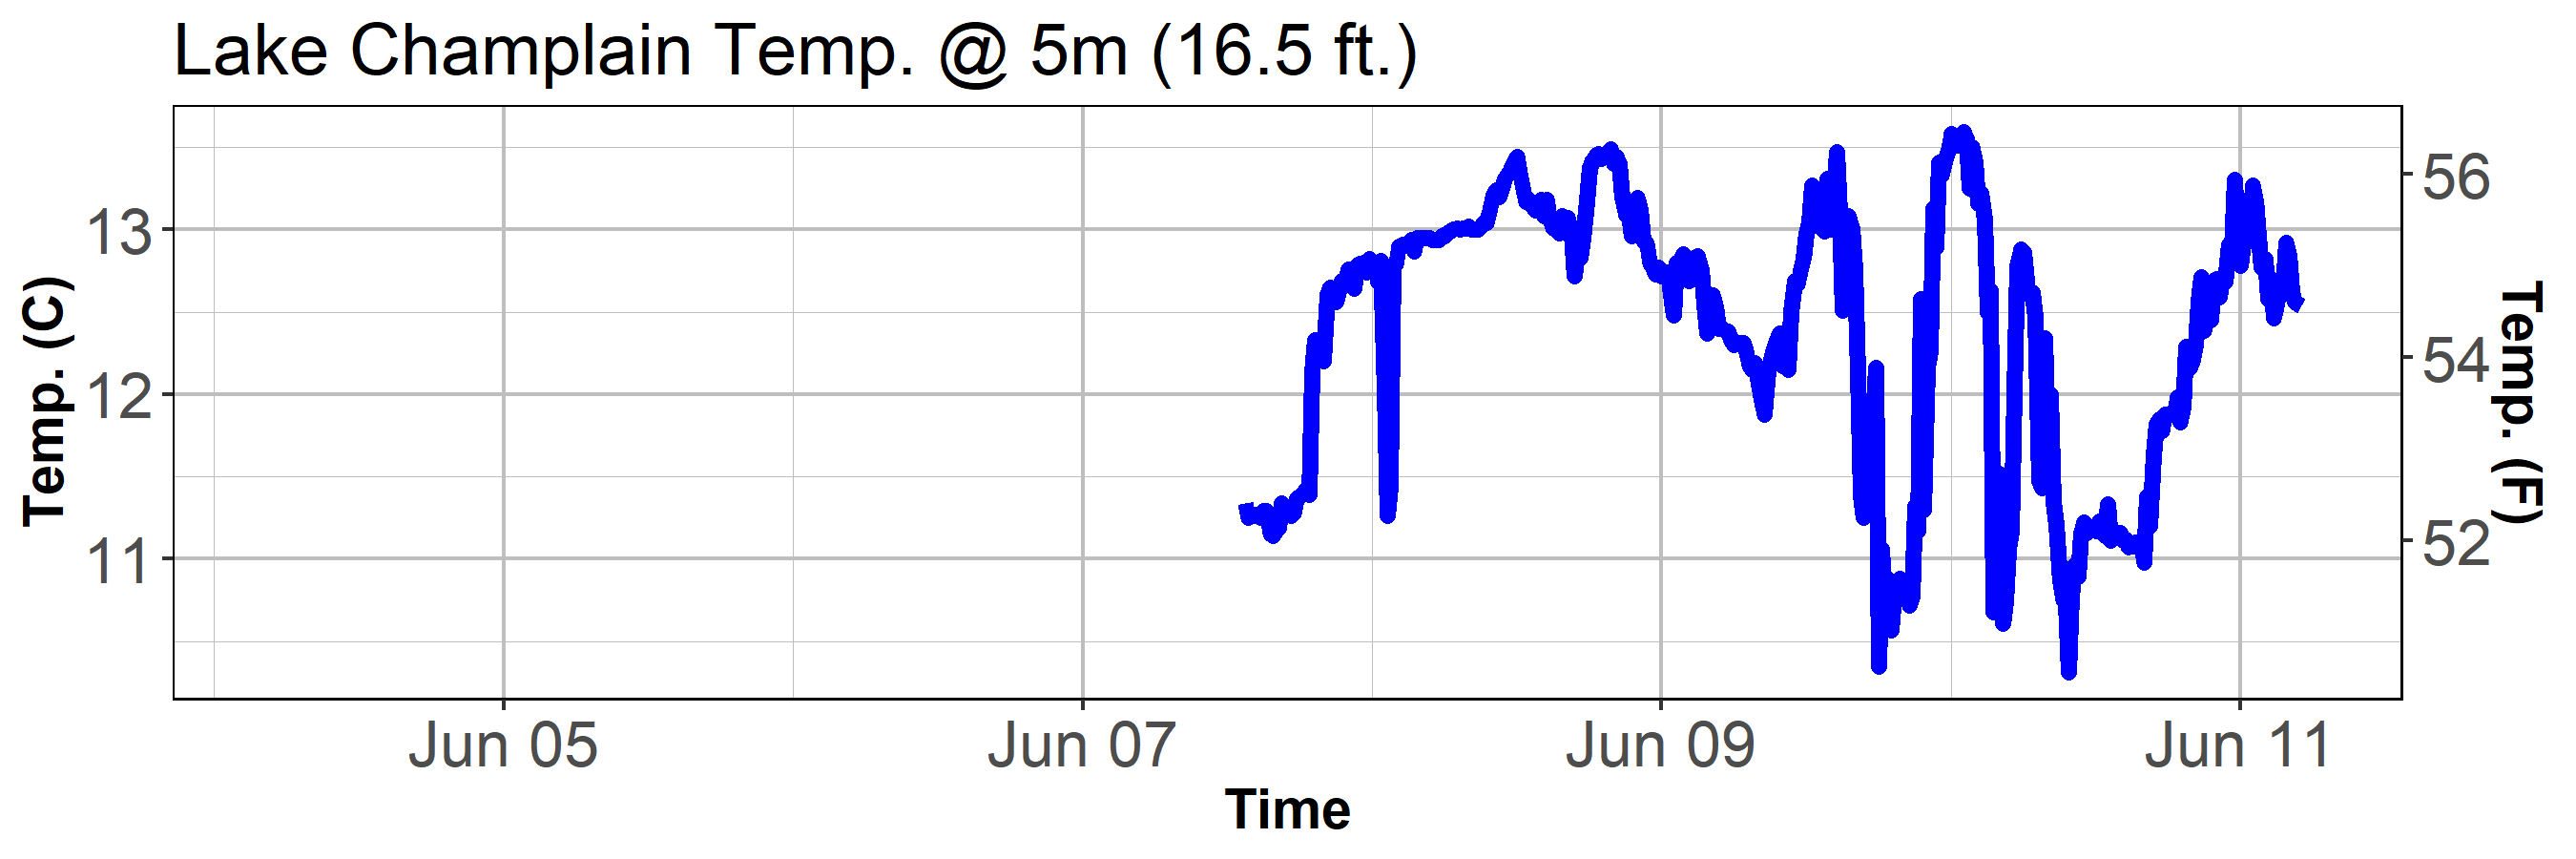 Lake Champlain Temp. @ 5m (16.5 ft.)
Temp. (C)
13
12
11
56
54
52
Temp. (F)
Jun 05 Jun 07 Jun 09 Jun 11
Time